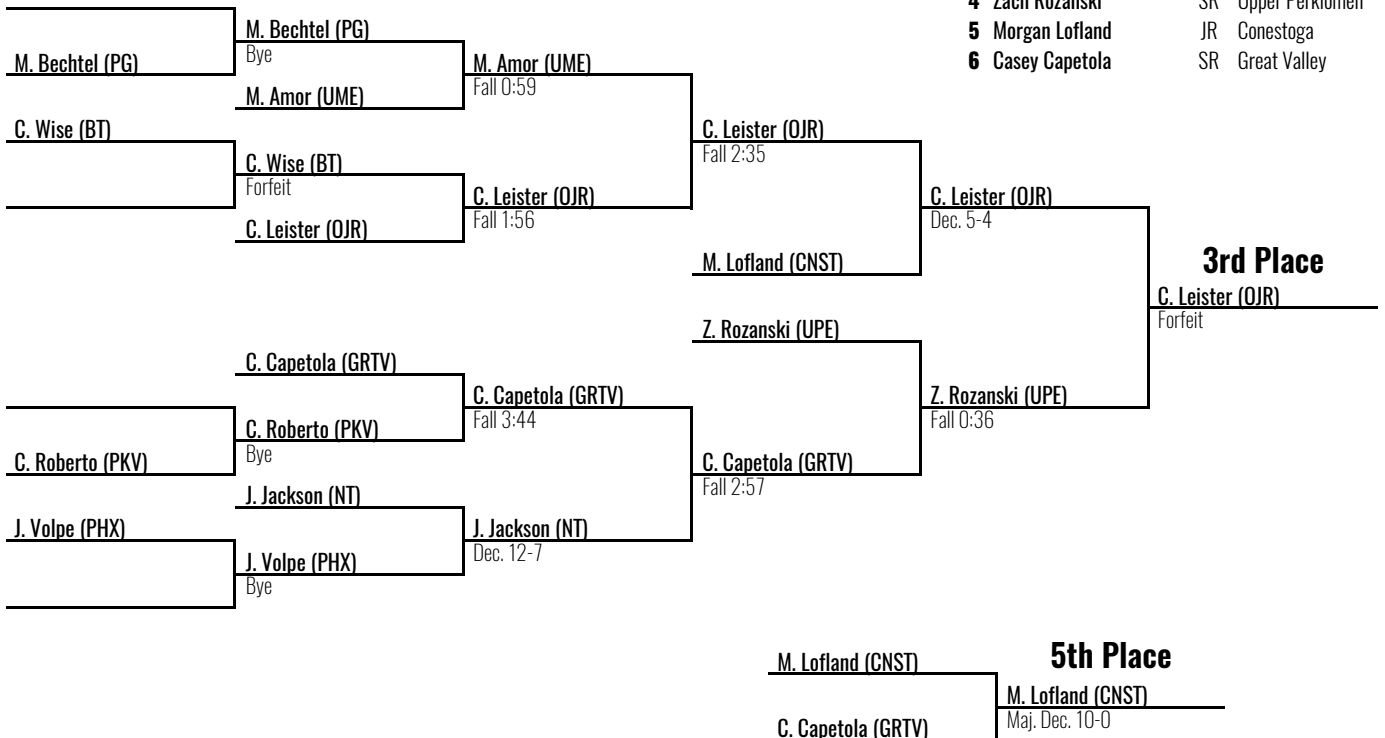 4 Zach Rozanski SR Upper Perkiomen
M. Bechtel (PG)
5 Morgan Lofland JR Conestoga
Bye
M. Bechtel (PG)
M. Amor (UME)
6 Casey Capetola SR Great Valley
Fall 0:59
M. Amor (UME)
C. Wise (BT)
C. Leister (OJR)
Fall 2:35
C. Wise (BT)
Forfeit
C. Leister (OJR)
C. Leister (OJR)
Fall 1:56
Dec. 5-4
C. Leister (OJR)
M. Lofland (CNST)
3rd Place
C. Leister (OJR)
Forfeit
Z. Rozanski (UPE)
C. Capetola (GRTV)
C. Capetola (GRTV)
Z. Rozanski (UPE)
Fall 3:44
Fall 0:36
C. Roberto (PKV)
Bye
C. Roberto (PKV)
C. Capetola (GRTV)
Fall 2:57
J. Jackson (NT)
J. Volpe (PHX)
J. Jackson (NT)
Dec. 12-7
J. Volpe (PHX)
Bye
5th Place
M. Lofland (CNST)
M. Lofland (CNST)
Maj. Dec. 10-0
C. Capetola (GRTV)